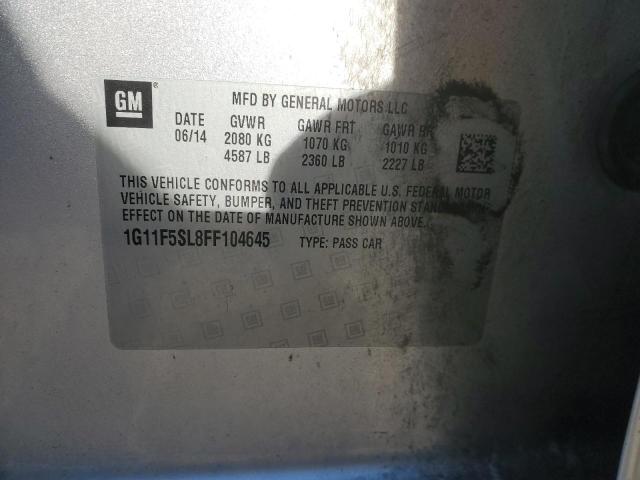 GM®
MFD BY GENERAL MOTORS LLC
DATE GVWR GAWR FRT GAWR RR
06/14 2080 KG 1070 KG 1010 KG
4587 LB 2360 LB 2227 LB
THIS VEHICLE CONFORMS TO ALL APPLICABLE U.S. FEDERAL MOTOR
VEHICLE SAFETY, BUMPER, AND THEFT PREVENTION STANDARDS IN
EFFECT ON THE DATE OF MANUFACTURE SHOWN ABOVE.
1G11F5SL8FF104645 TYPE: PASS CAR